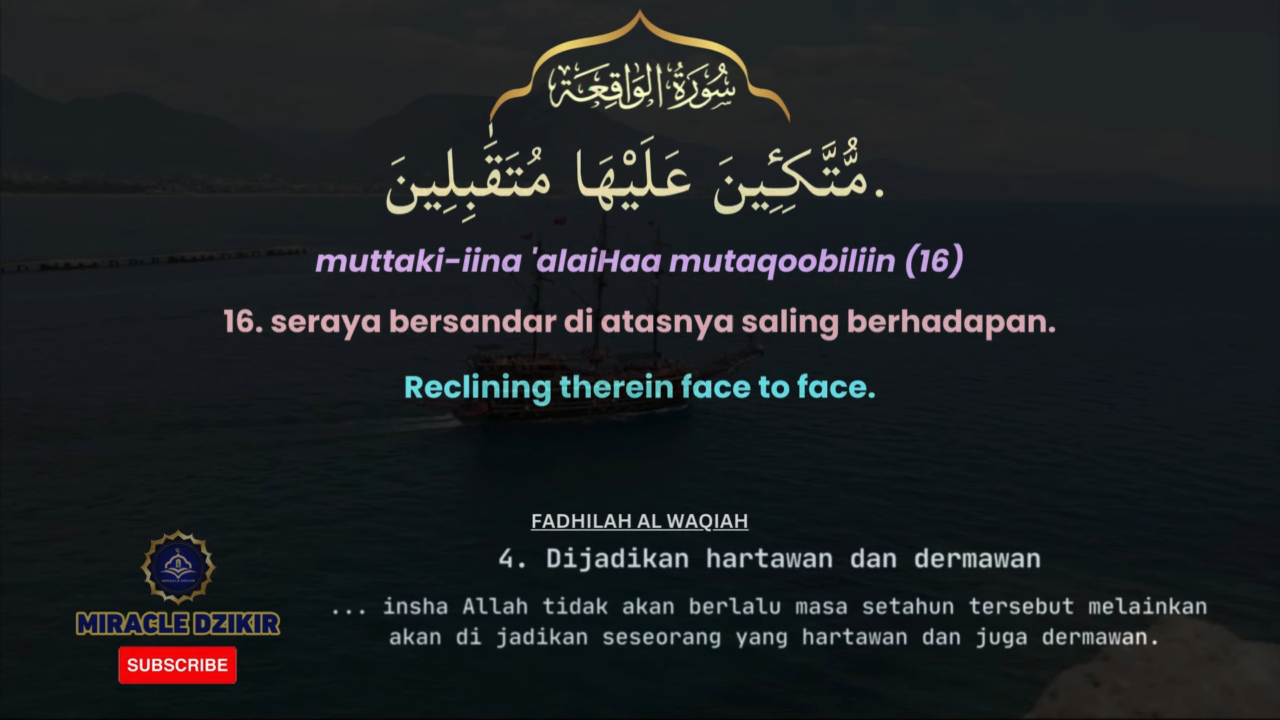 سُورَةُ الوَاقِعَة
مُّتَّكِـِٔينَ عَلَيْهَا مُتَقَٰبِلِينَ.
muttaki-iina 'alaiHaa mutaqoobiliin (16)
16. seraya bersandar di atasnya saling berhadapan.
Reclining therein face to face.
FADHILAH AL WAQIAH
4. Dijadikan hartawan dan dermawan
... insha Allah tidak akan berlalu masa setahun tersebut melainkan
akan di jadikan seseorang yang hartawan dan juga dermawan.
MIRACLE DZIKIR
SUBSCRIBE